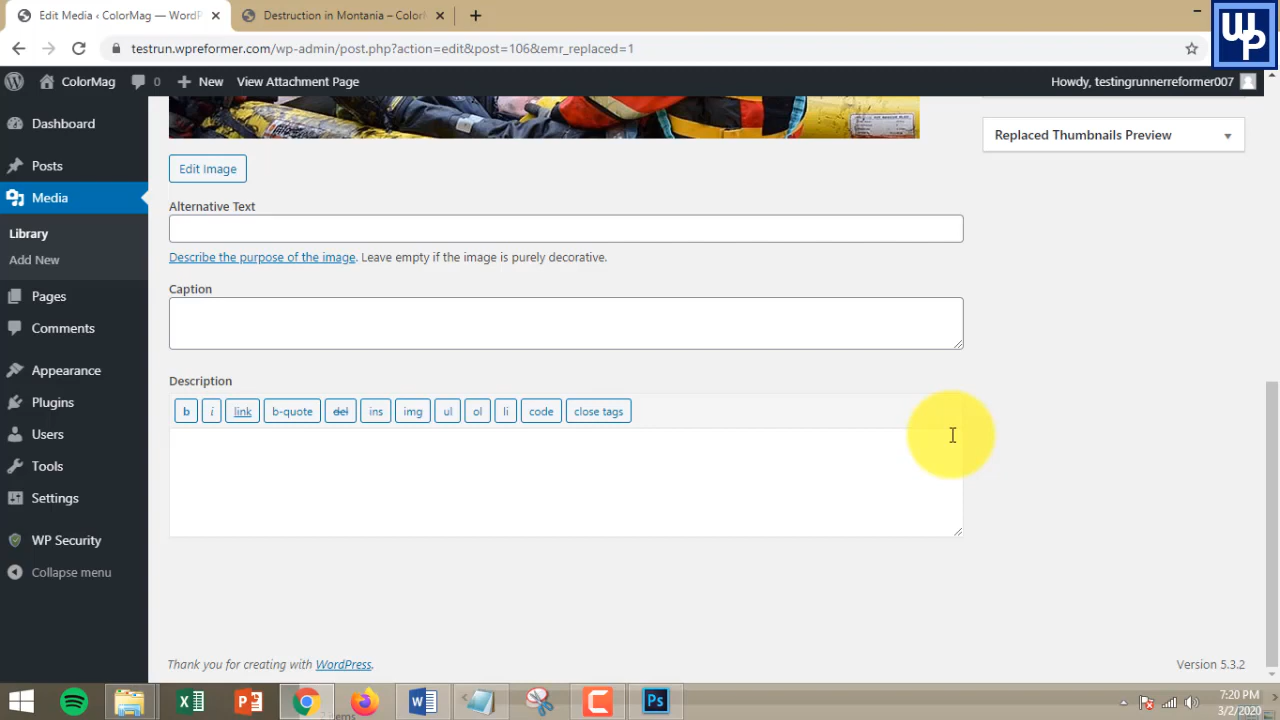 Edit Media ‹ ColorMag — WordP
Destruction in Montania – ColorM
WP
testrun.wpreformer.com/wp-admin/post.php?action=edit&post=106&emr_replaced=1
ColorMag
0
New
View Attachment Page
Howdy, testingrunnerreformer007
Dashboard
Posts
Media
Library
Add New
Pages
Comments
Appearance
Plugins
Users
Tools
Settings
WP Security
Collapse menu
Replaced Thumbnails Preview
Edit Image
Alternative Text
Describe the purpose of the image. Leave empty if the image is purely decorative.
Caption
Description
b i link b-quote del ins img ul ol li code close tags
Thank you for creating with WordPress.
Version 5.3.2
Ps
7:20 PM
3/2/2020